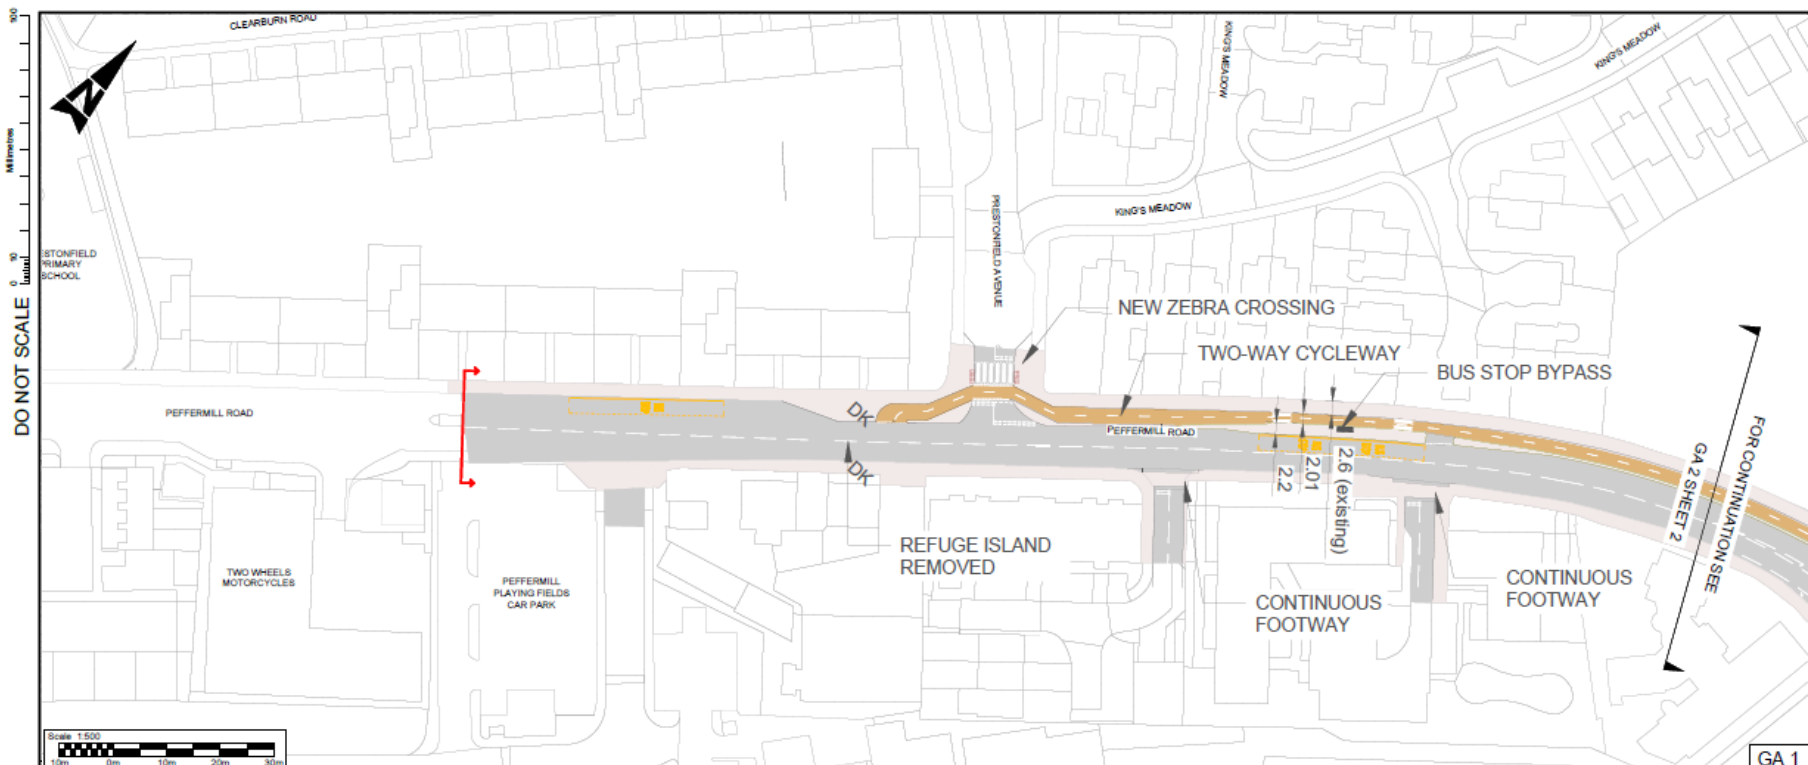 CLEARBURN ROAD
KING'S MEADOW
KING'S MEADOW
100
Millimetres
10
0
DO NOT SCALE
N
ESTONFIELD
PRIMARY
SCHOOL
PRESTONFIELD AVENUE
KING'S MEADOW
NEW ZEBRA CROSSING
TWO-WAY CYCLEWAY
BUS STOP BYPASS
PEFFERMILL ROAD
DK
DK
PEFFERMILL ROAD
2.2
2.01
2.6 (existing)
FOR CONTINUATION SEE
GA 2 SHEET 2
REFUGE ISLAND
REMOVED
TWO WHEELS
MOTORCYCLES
PEFFERMILL
PLAYING FIELDS
CAR PARK
CONTINUOUS
FOOTWAY
CONTINUOUS
FOOTWAY
Scale 1:500
10m 0m 10m 20m 30m
GA 1